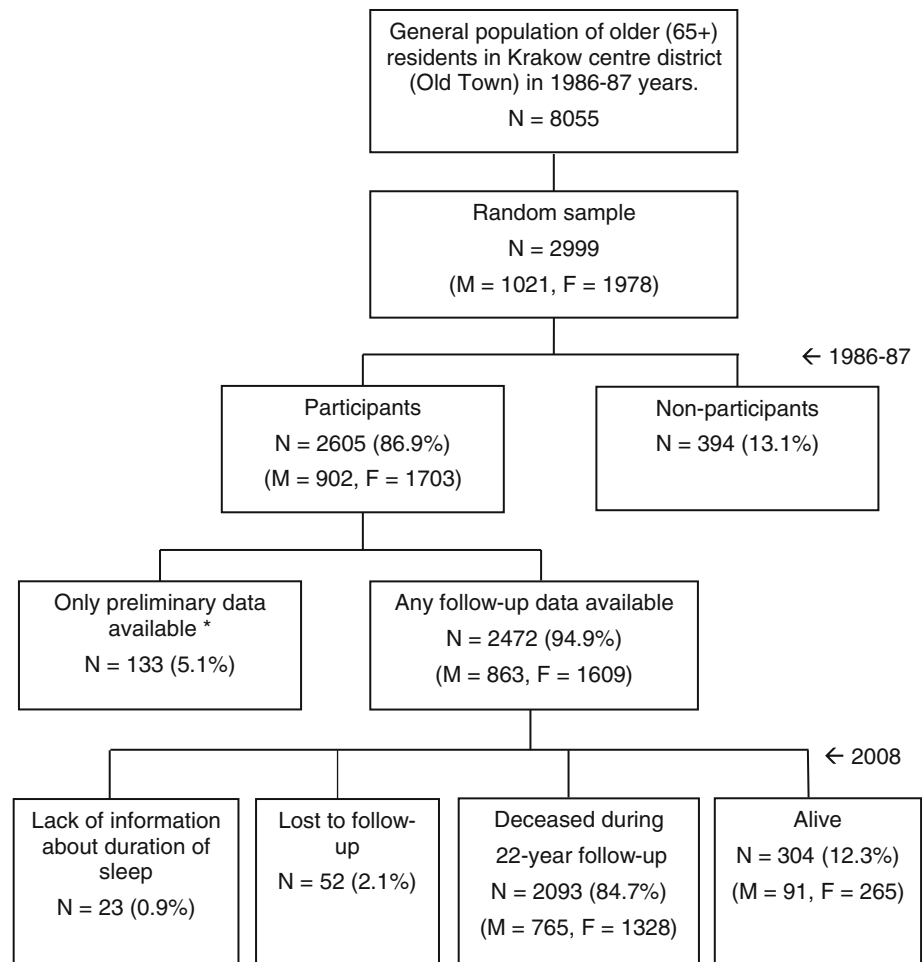 General population of older (65+)
residents in Krakow centre district
(Old Town) in 1986-87 years.
N = 8055
Random sample
N = 2999
(M = 1021, F = 1978)
← 1986-87
Participants
N = 2605 (86.9%)
(M = 902, F = 1703)
Non-participants
N = 394 (13.1%)
Only preliminary data
available *
N = 133 (5.1%)
Any follow-up data available
N = 2472 (94.9%)
(M = 863, F = 1609)
← 2008
Lack of information
about duration of
sleep
N = 23 (0.9%)
Lost to follow-
up
N = 52 (2.1%)
Deceased during
22-year follow-up
N = 2093 (84.7%)
(M = 765, F = 1328)
Alive
N = 304 (12.3%)
(M = 91, F = 265)